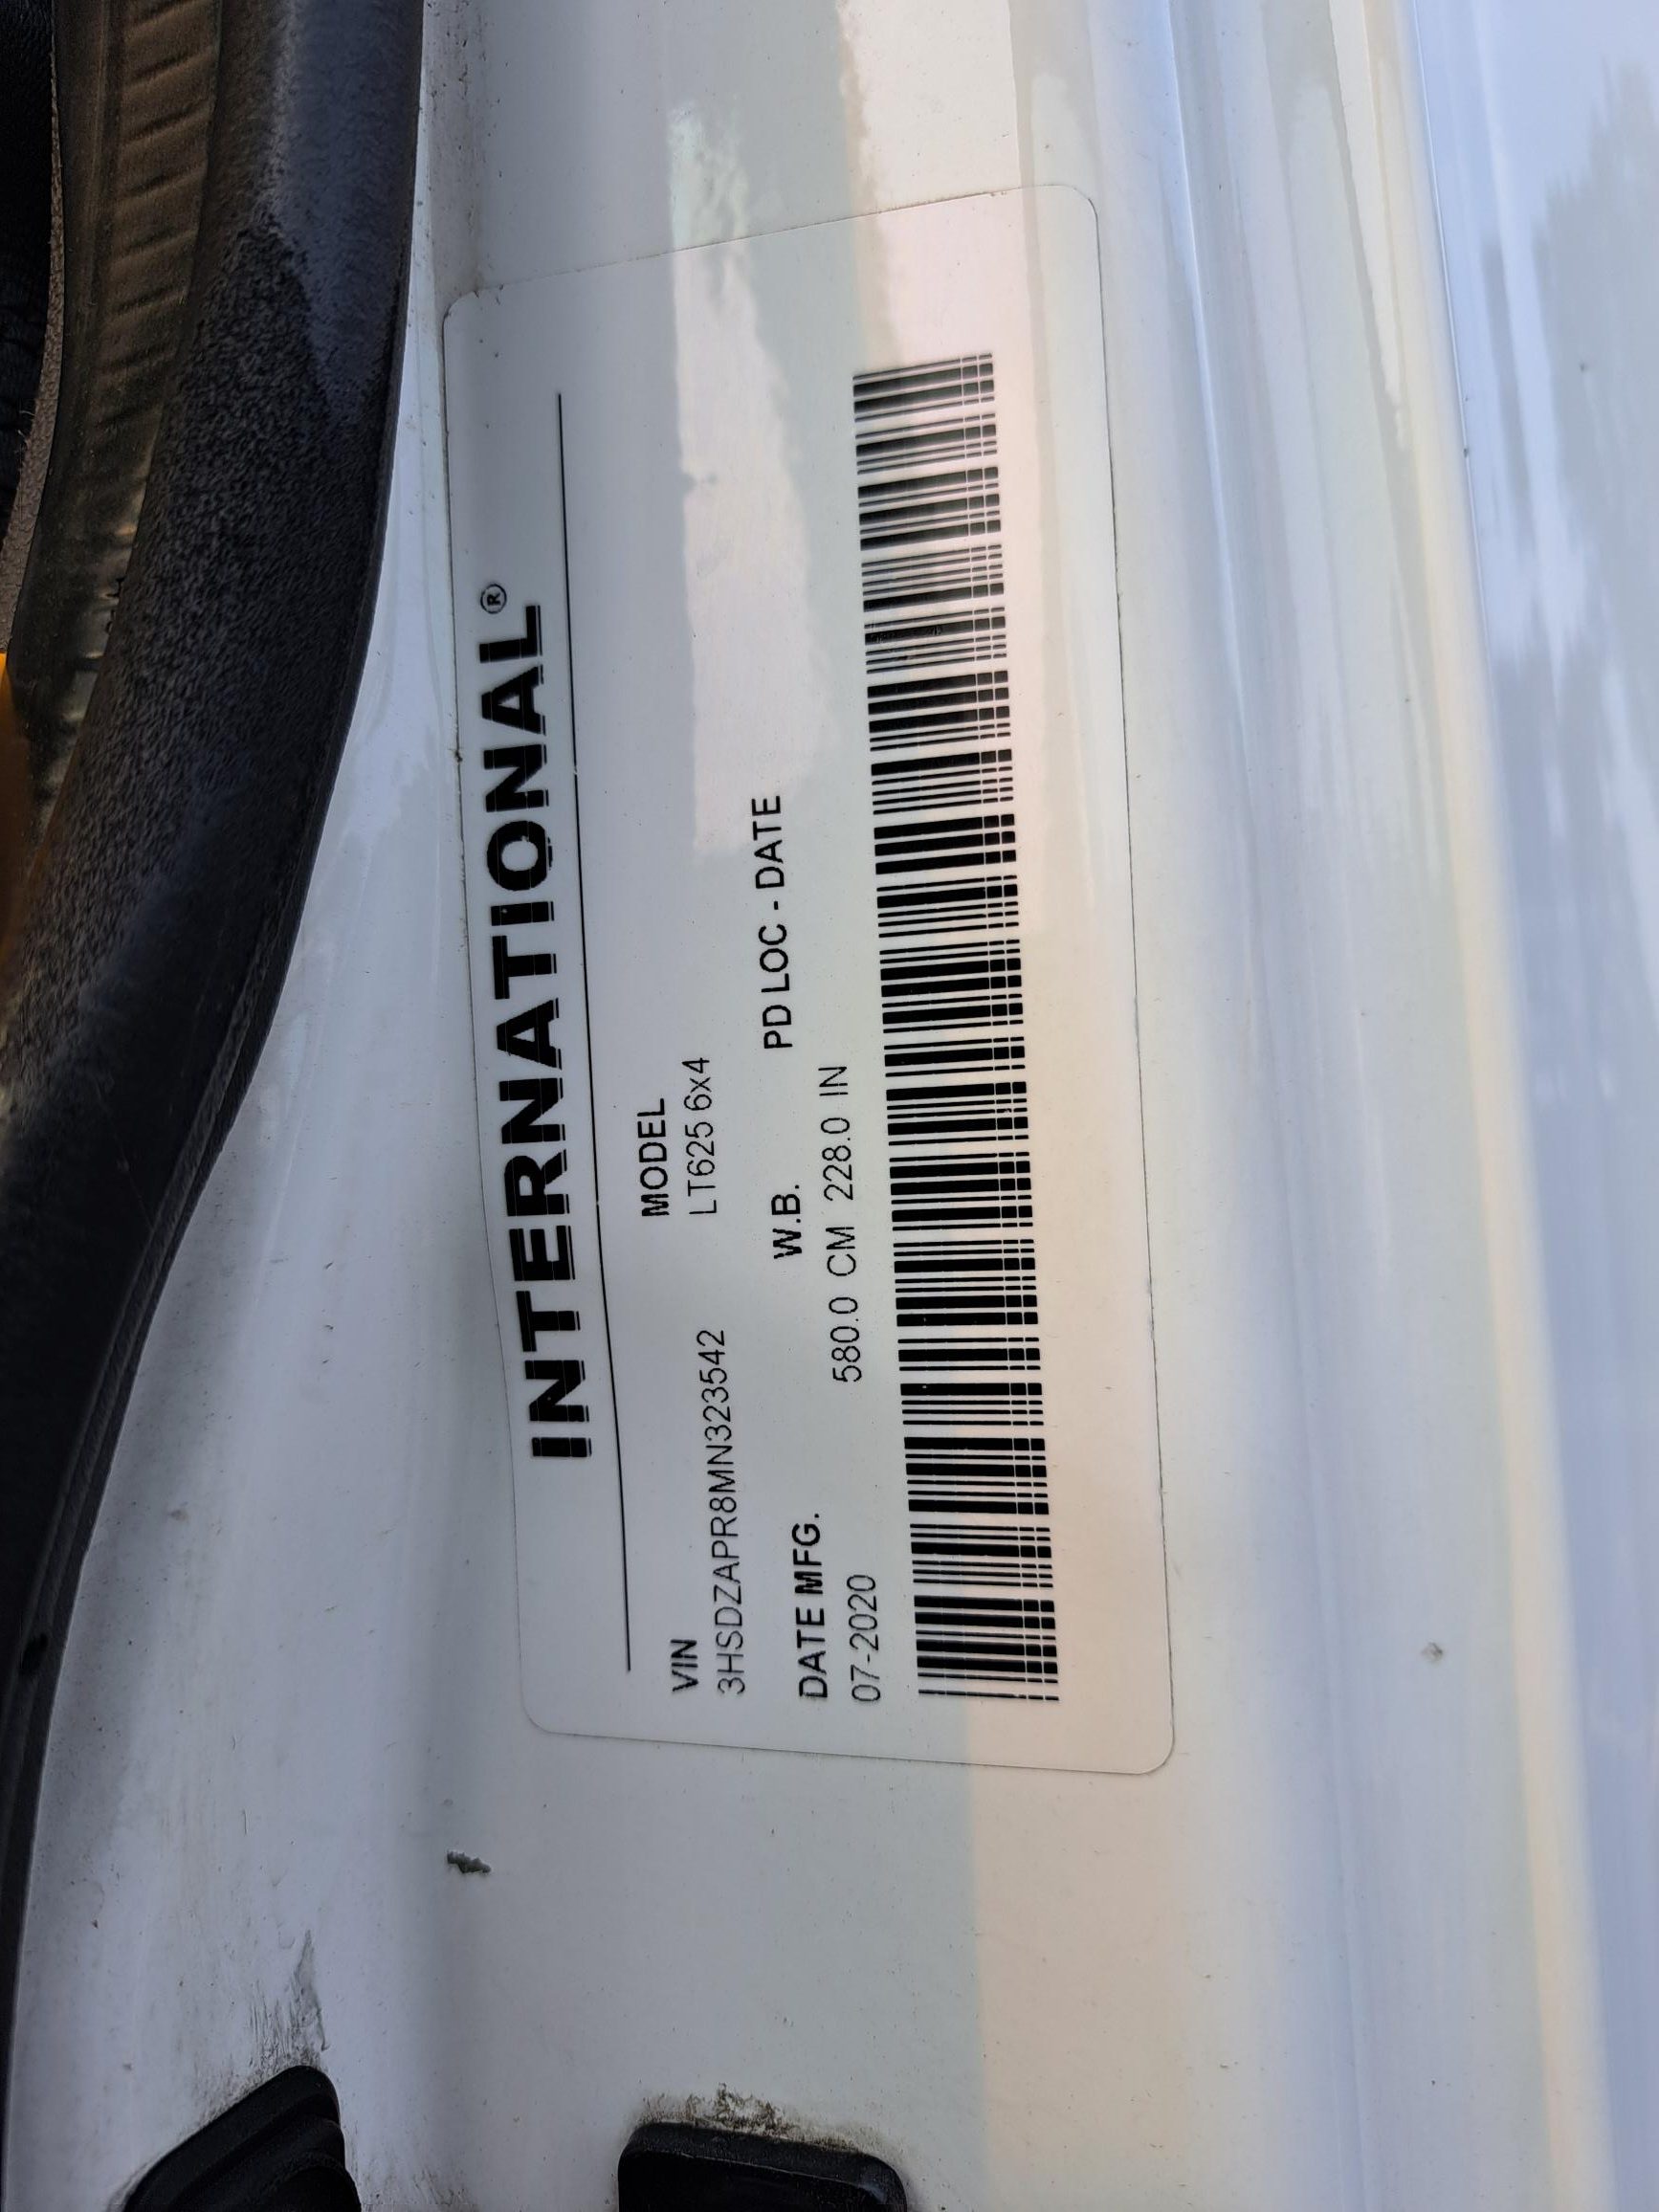 INTERNATIONAL®
VIN MODEL
3HSDZAPR8MN323542 LT625 6x4
DATE MFG. W.B. PD LOC - DATE
07-2020 580.0 CM 228.0 IN